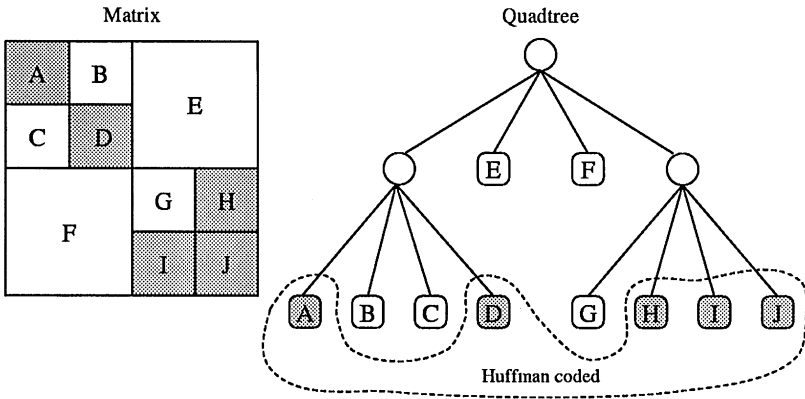 Matrix
Quadtree
A B
E
C D
F
G H
I J
E F
A B C D G H I J
Huffman coded